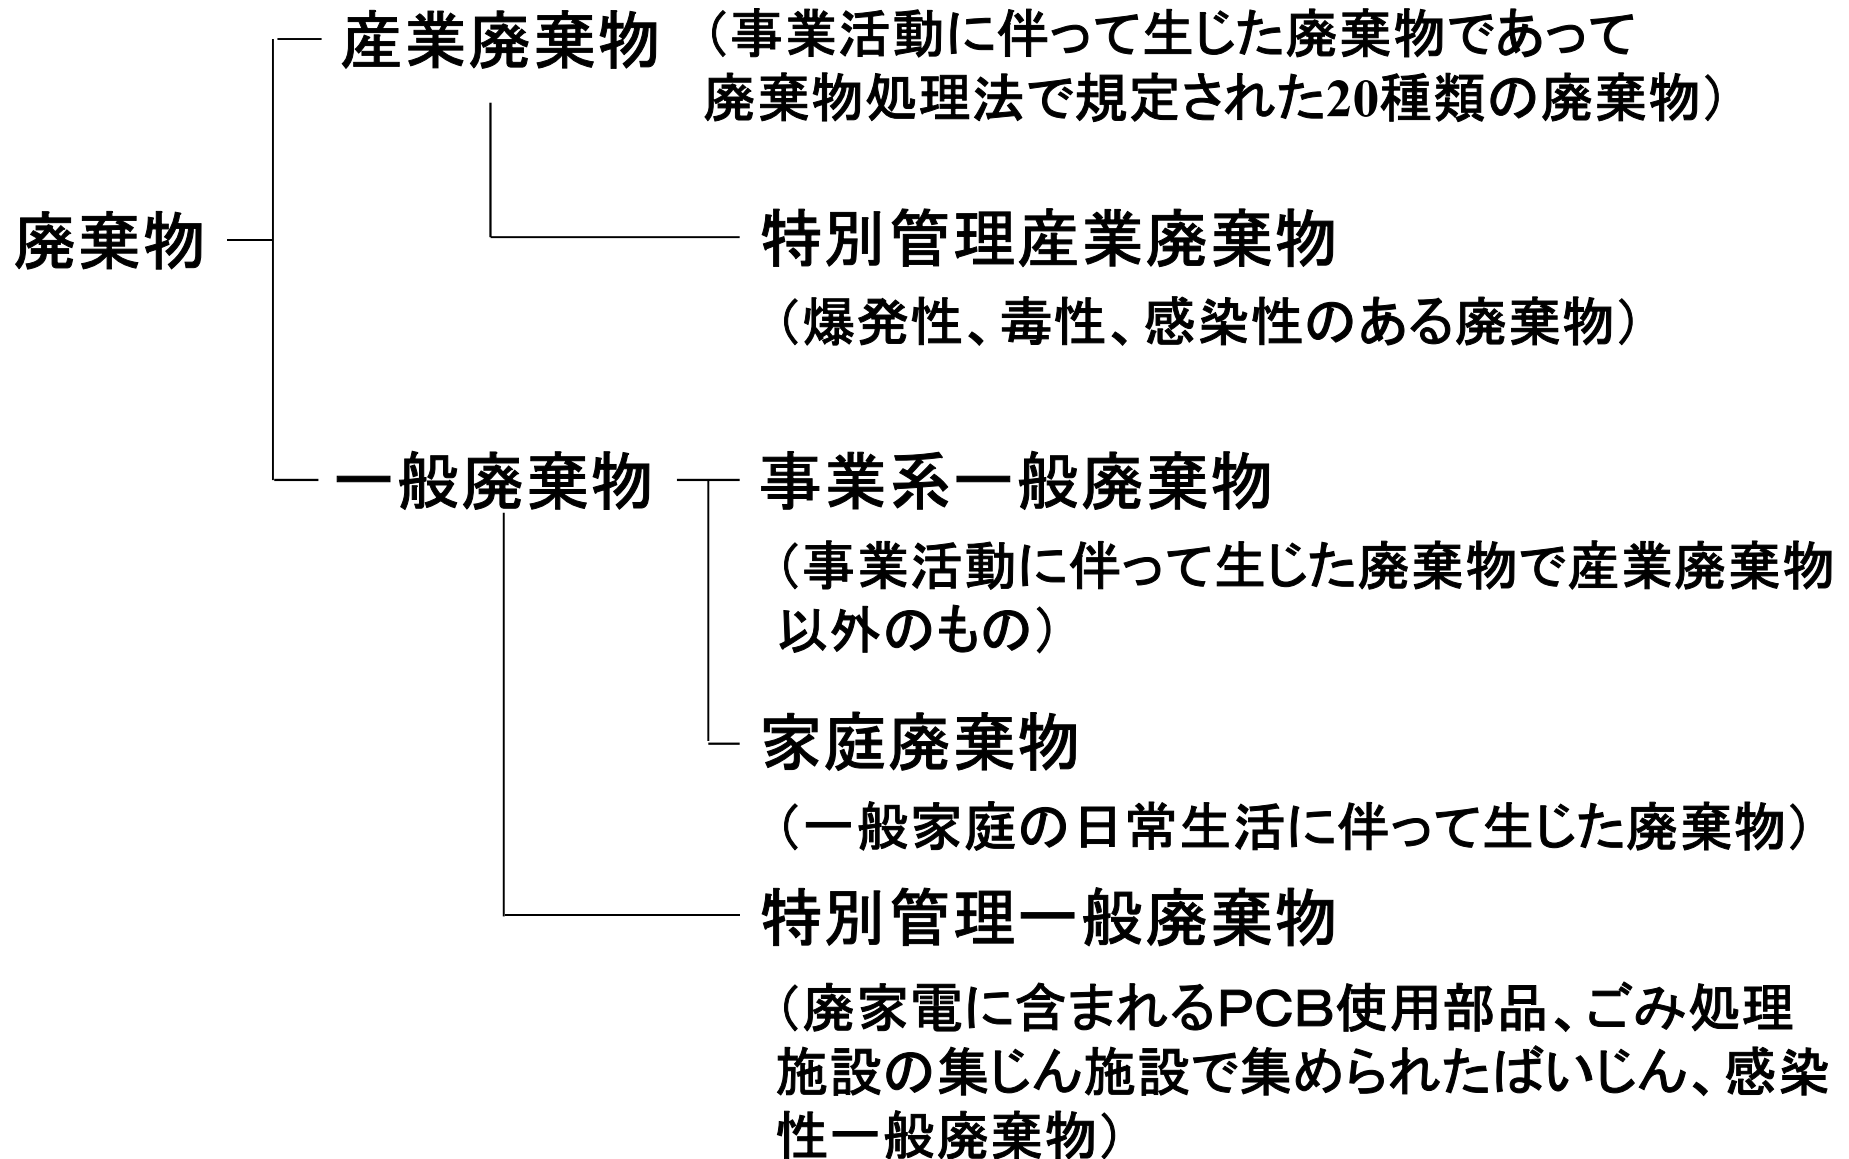 産業廃棄物
（事業活動に伴って生じた廃棄物であって
廃棄物処理法で規定された20種類の廃棄物）
廃棄物
特別管理産業廃棄物
（爆発性、毒性、感染性のある廃棄物）
一般廃棄物
事業系一般廃棄物
（事業活動に伴って生じた廃棄物で産業廃棄物
以外のもの）
家庭廃棄物
（一般家庭の日常生活に伴って生じた廃棄物）
特別管理一般廃棄物
（廃家電に含まれるPCB使用部品、ごみ処理
施設の集じん施設で集められたばいじん、感染
性一般廃棄物）